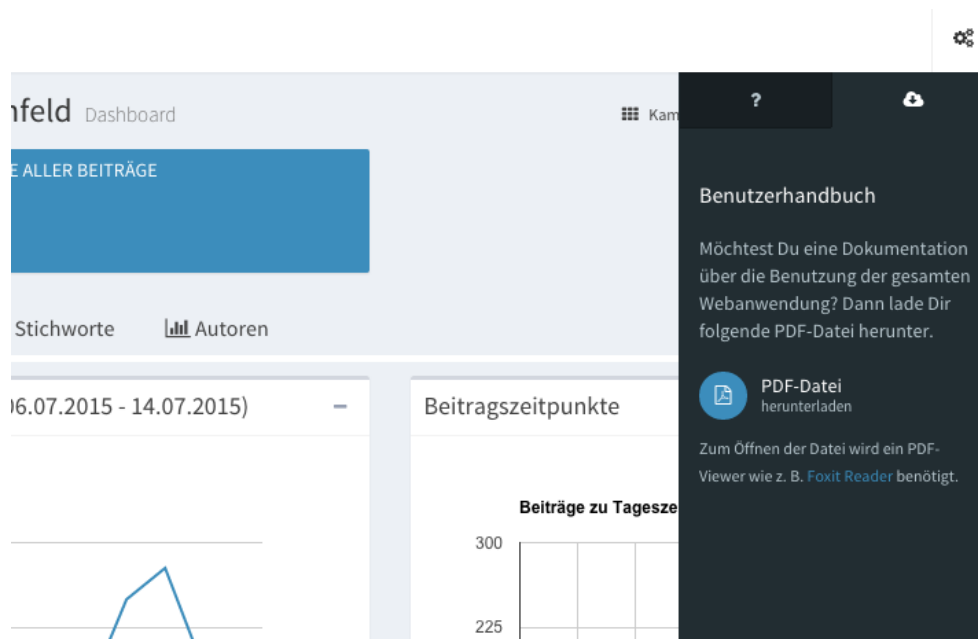 nfeld Dashboard
Kam
?
E ALLER BEITRÄGE
Stichworte
Autoren
06.07.2015 - 14.07.2015)
Beitragszeitpunkte
Beiträge zu Tagesze
300
225
Benutzerhandbuch
Möchtest Du eine Dokumentation
über die Benutzung der gesamten
Webanwendung? Dann lade Dir
folgende PDF-Datei herunter.
PDF-Datei
herunterladen
Zum Öffnen der Datei wird ein PDF-
Viewer wie z. B. Foxit Reader benötigt.